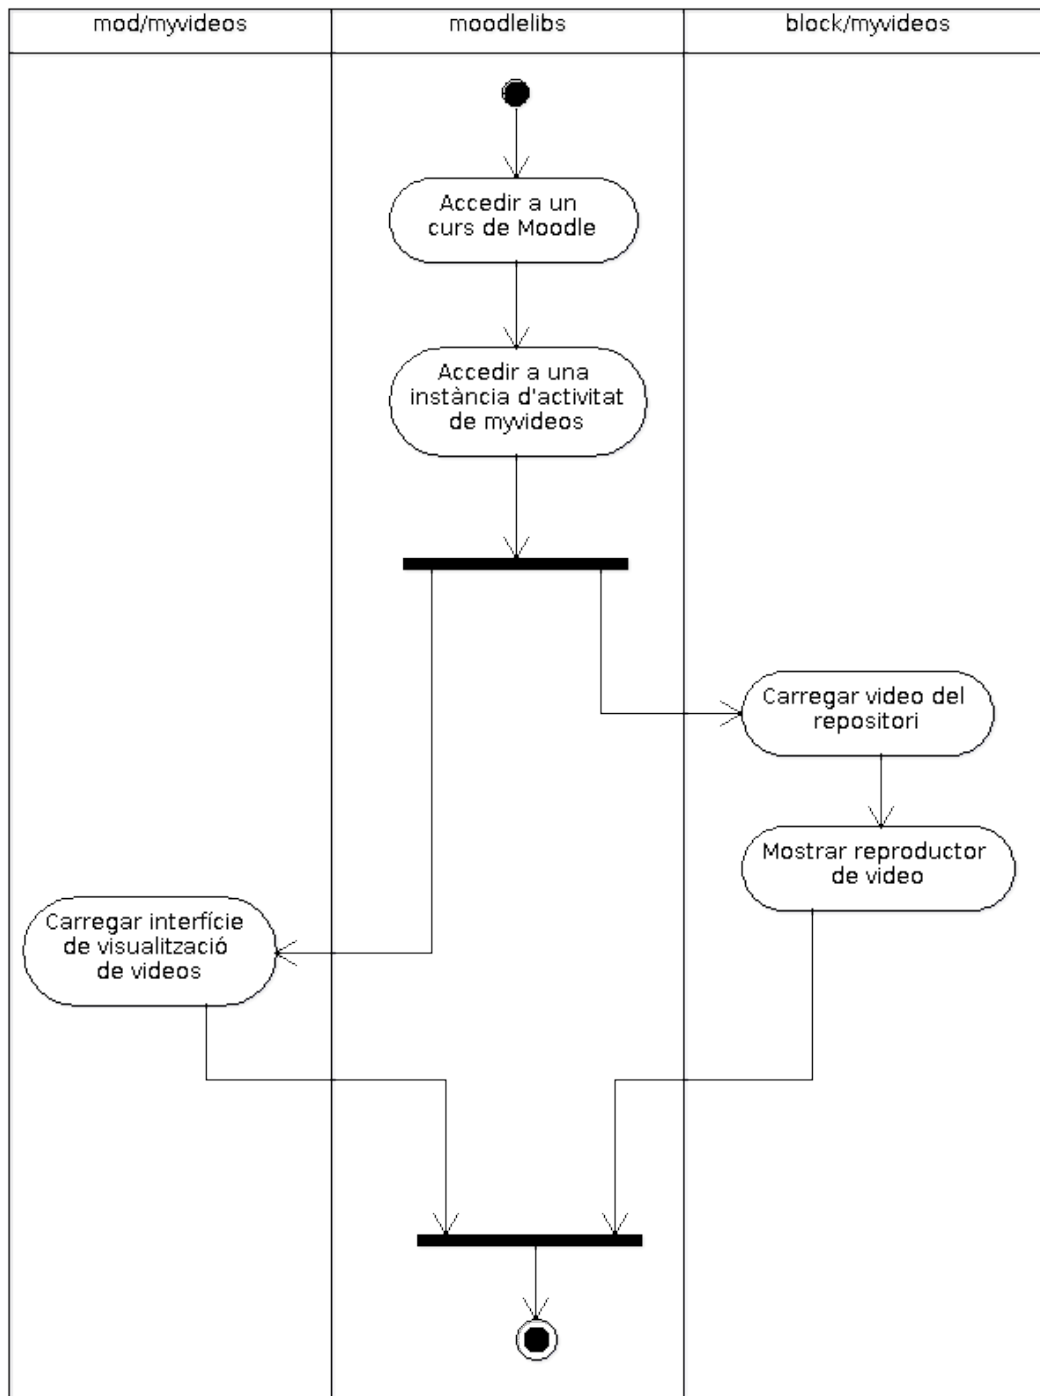 mod/myvideos
moodlelibs
block/myvideos
Accedir a un
curs de Moodle
Accedir a una
instància d'activitat
de myvideos
Carregar video del
repositori
Mostrar reproductor
de video
Carregar interfície
de visualització
de videos